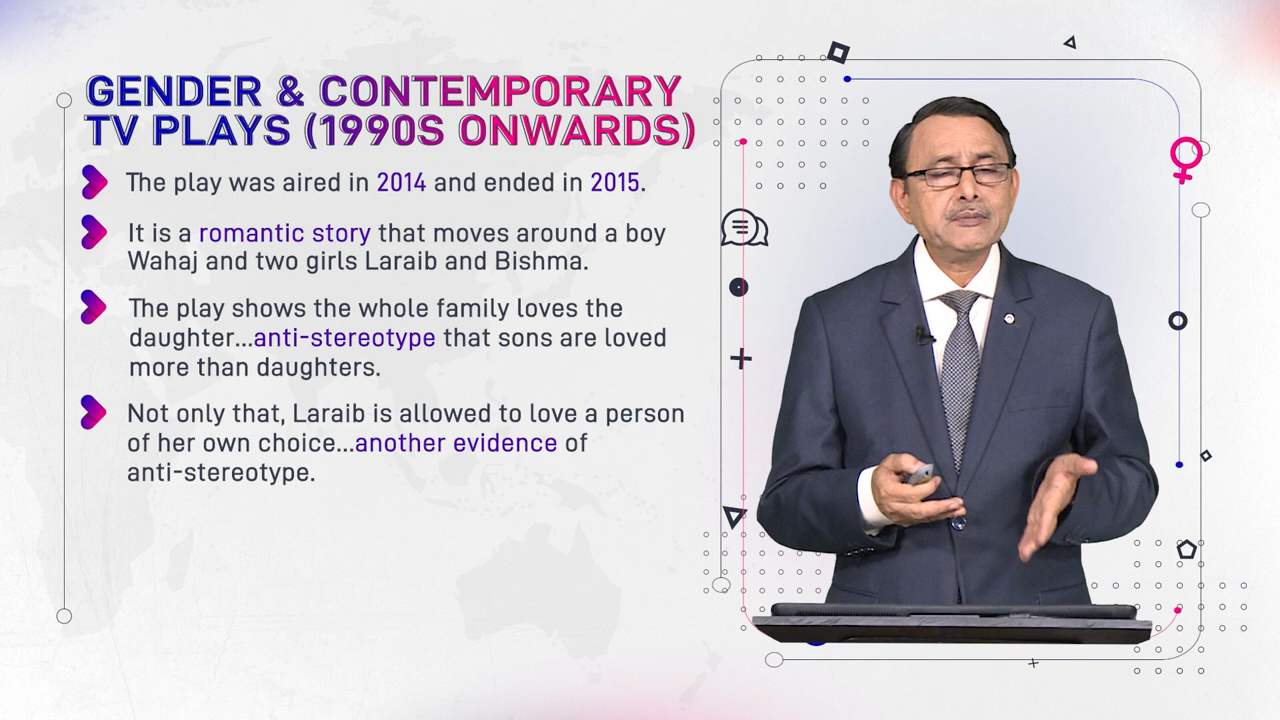 GENDER & CONTEMPORARY
TV PLAYS (1990S ONWARDS)
The play was aired in 2014 and ended in 2015.
It is a romantic story that moves around a boy
Wahaj and two girls Laraib and Bishma.
The play shows the whole family loves the
daughter...anti-stereotype that sons are loved
more than daughters.
Not only that, Laraib is allowed to love a person
of her own choice...another evidence of
anti-stereotype.